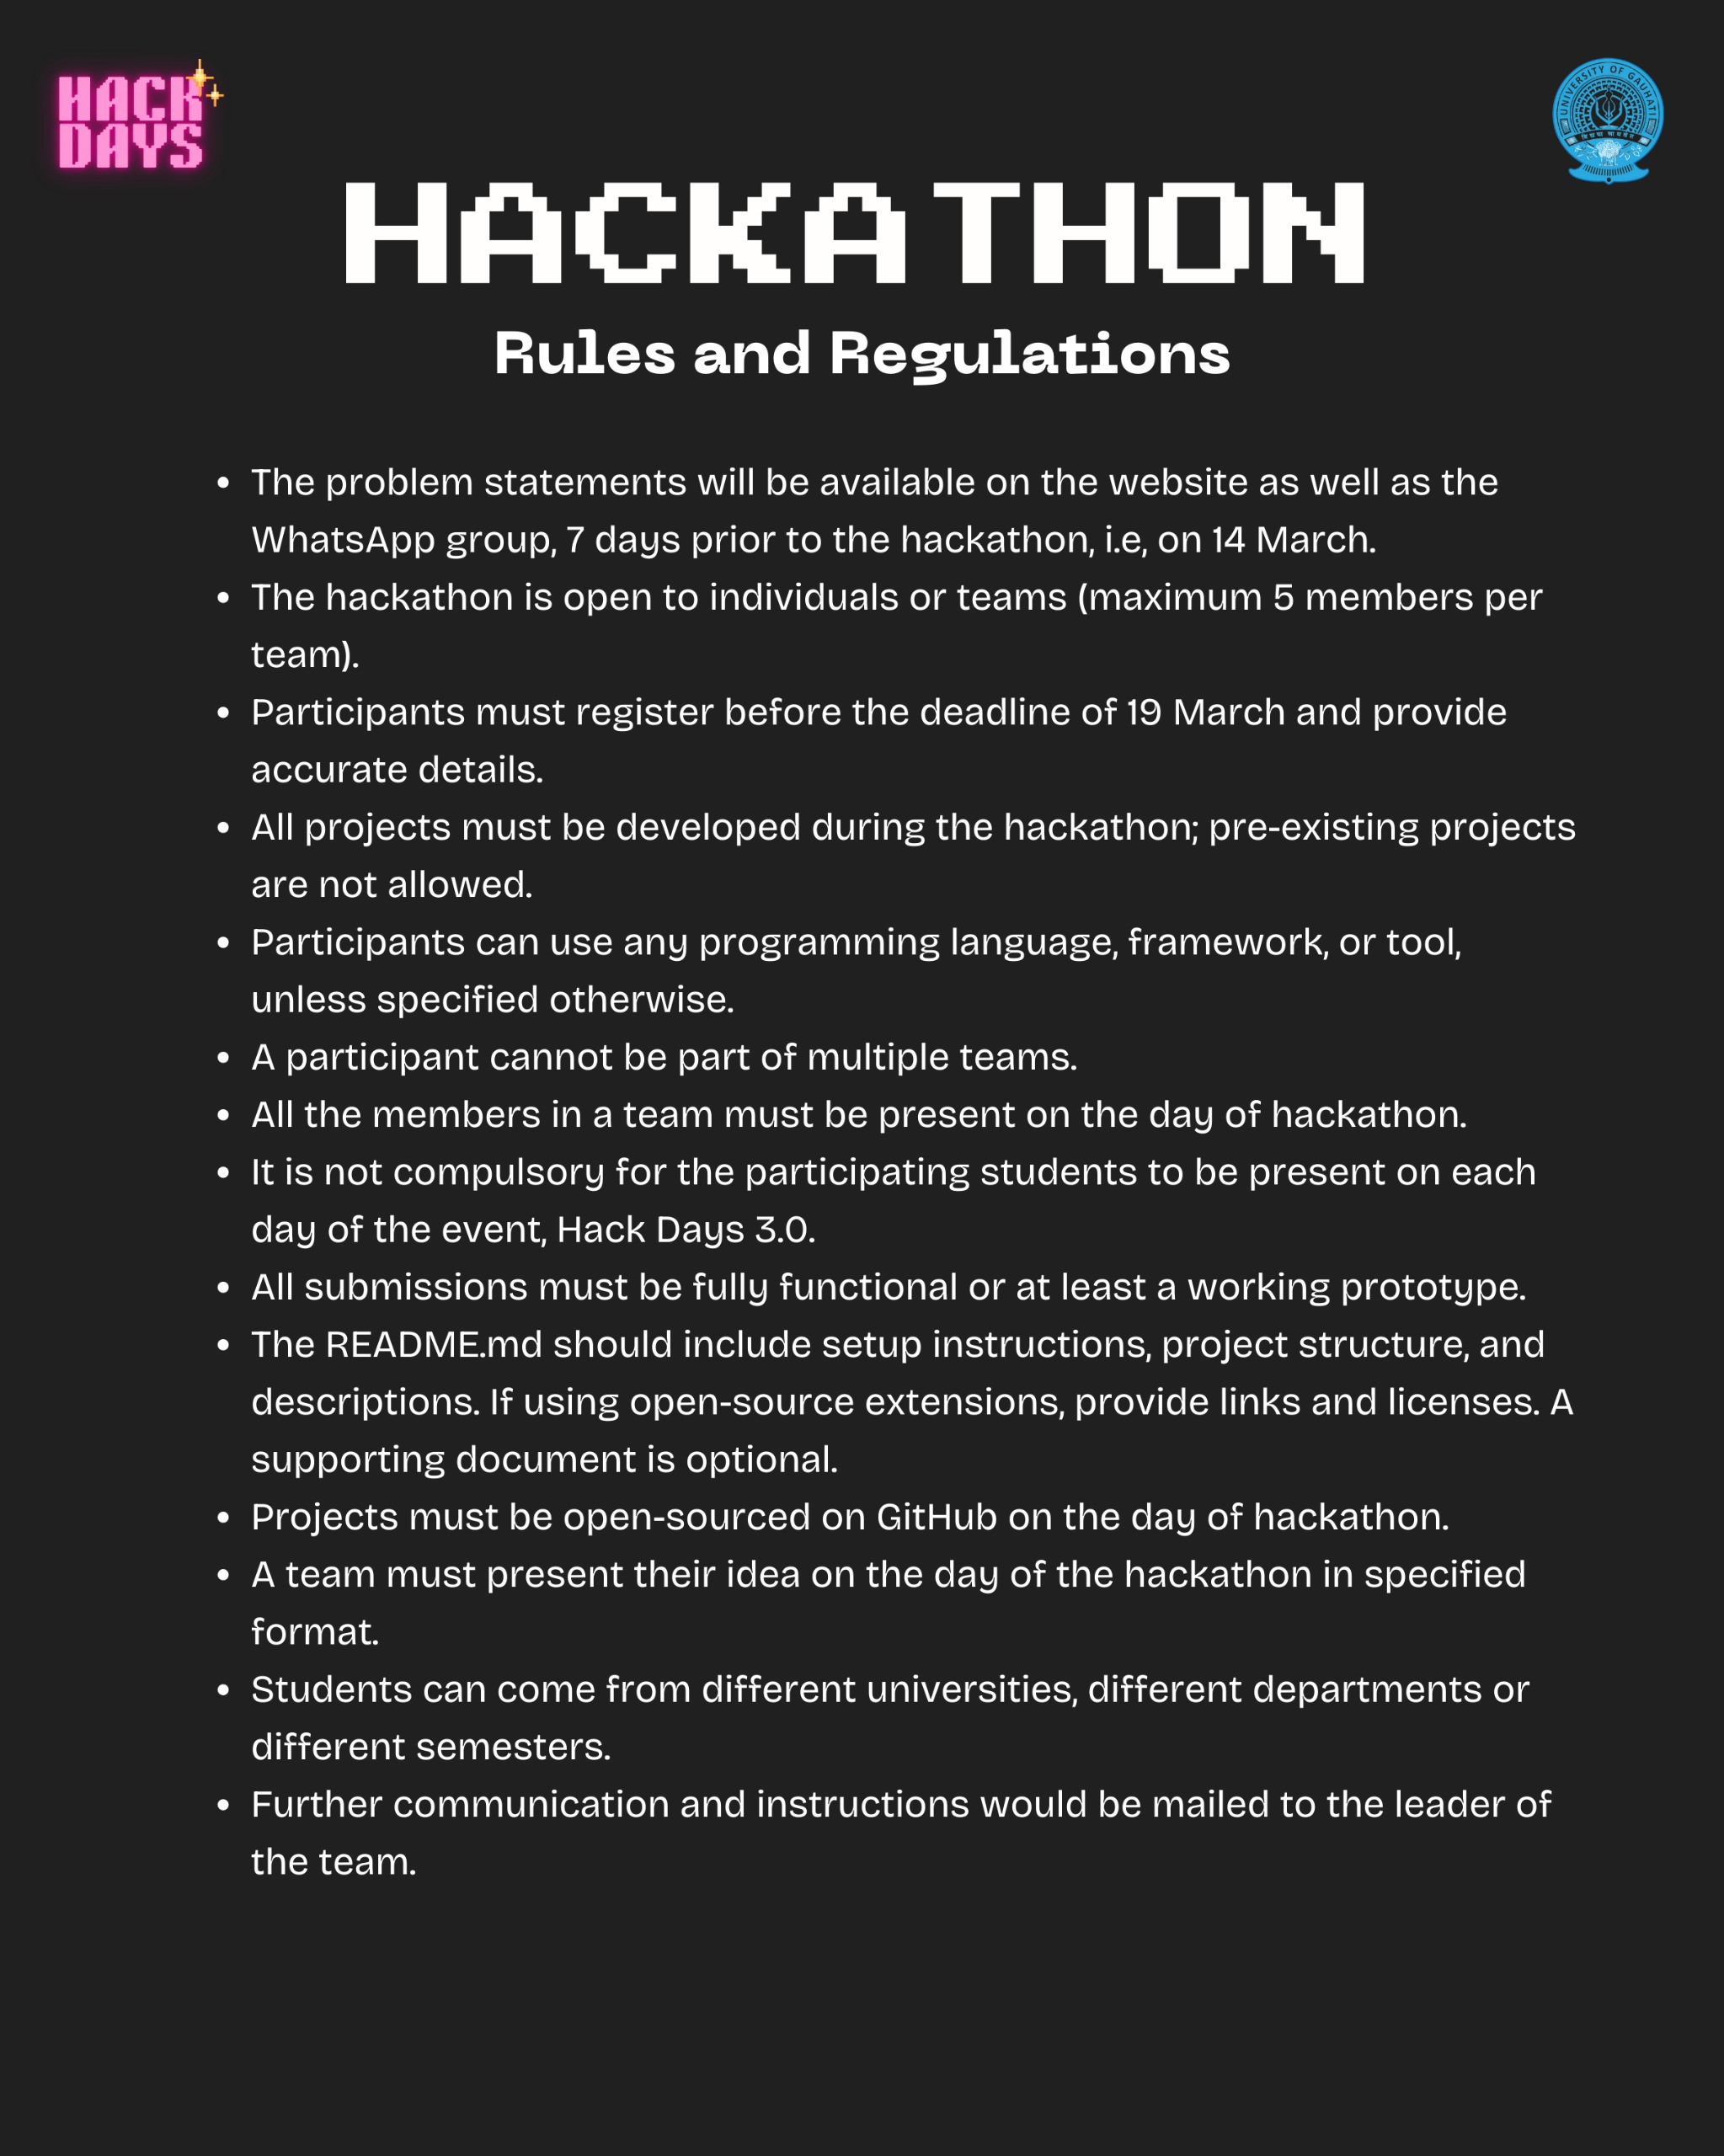 HACK
DAYS
UNIVERSITY OF GAUHATI
HACKATHON
Rules and Regulations
• The problem statements will be available on the website as well as the
WhatsApp group, 7 days prior to the hackathon, i.e, on 14 March.
• The hackathon is open to individuals or teams (maximum 5 members per
team).
• Participants must register before the deadline of 19 March and provide
accurate details.
• All projects must be developed during the hackathon; pre-existing projects
are not allowed.
• Participants can use any programming language, framework, or tool,
unless specified otherwise.
• A participant cannot be part of multiple teams.
• All the members in a team must be present on the day of hackathon.
• It is not compulsory for the participating students to be present on each
day of the event, Hack Days 3.0.
• All submissions must be fully functional or at least a working prototype.
• The README.md should include setup instructions, project structure, and
descriptions. If using open-source extensions, provide links and licenses. A
supporting document is optional.
• Projects must be open-sourced on GitHub on the day of hackathon.
• A team must present their idea on the day of the hackathon in specified
format.
• Students can come from different universities, different departments or
different semesters.
• Further communication and instructions would be mailed to the leader of
the team.